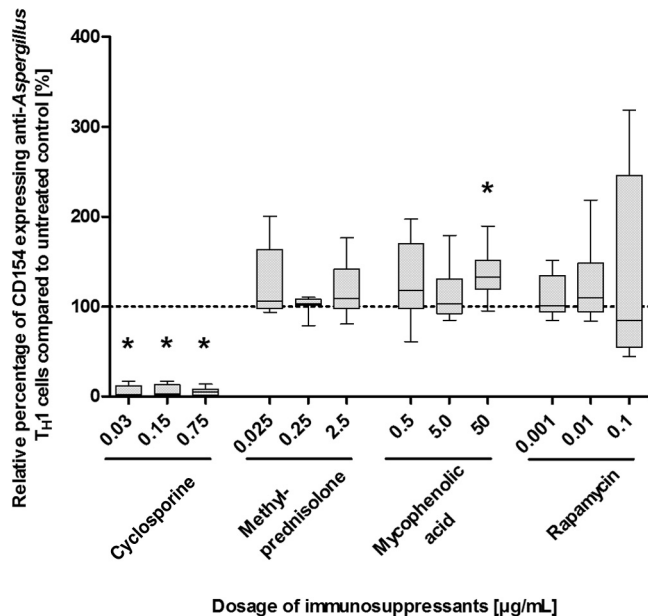 Relative percentage of CD154 expressing anti-Aspergillus
TH1 cells compared to untreated control [%]
400
300
200
100
0
* * * *
0.03 0.15 0.75 0.025 0.25 2.5 0.5 5.0 50 0.001 0.01 0.1
Cyclosporine
Methyl-
prednisolone
Mycophenolic
acid
Rapamycin
Dosage of immunosuppressants [µg/mL]